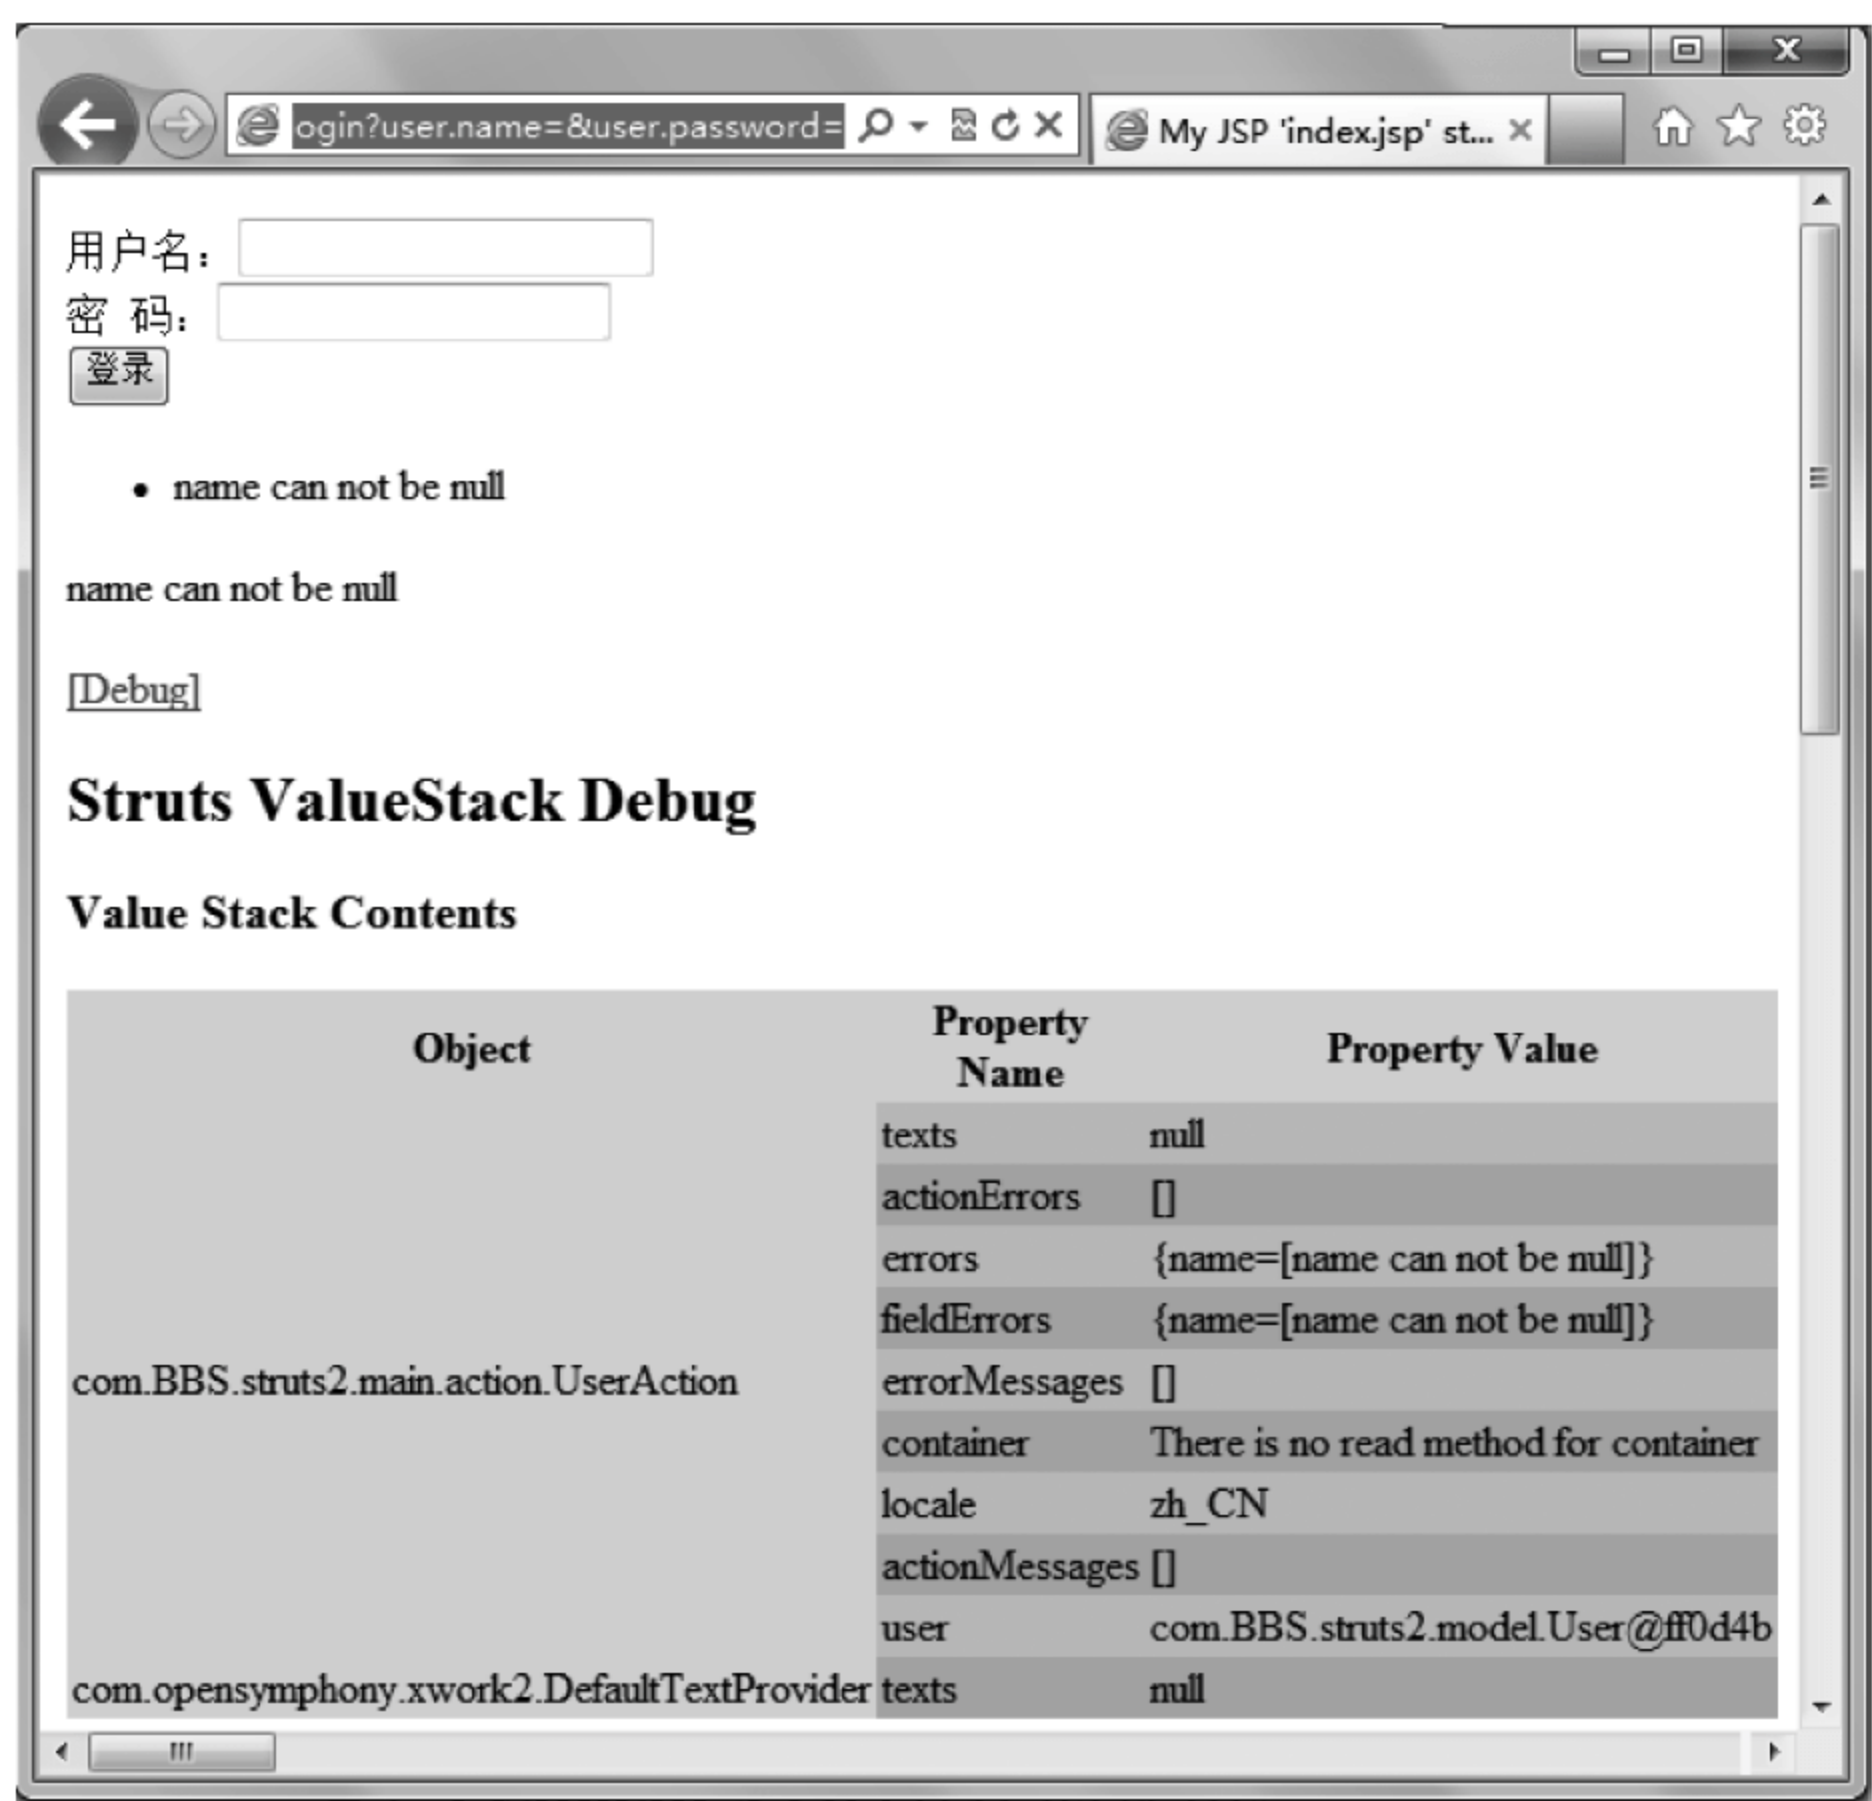 ogin?user.name=&user.password=
My JSP 'index.jsp' st...
用户名：
密 码：
登录
• name can not be null
name can not be null
[Debug]
Struts ValueStack Debug
Value Stack Contents
Object Property Name Property Value
texts null
actionErrors []
errors {name=[name can not be null]}
fieldErrors {name=[name can not be null]}
com.BBS.struts2.main.action.UserAction errorMessages []
container There is no read method for container
locale zh_CN
actionMessages []
user com.BBS.struts2.model.User@ff0d4b
com.opensymphony.xwork2.DefaultTextProvider texts null